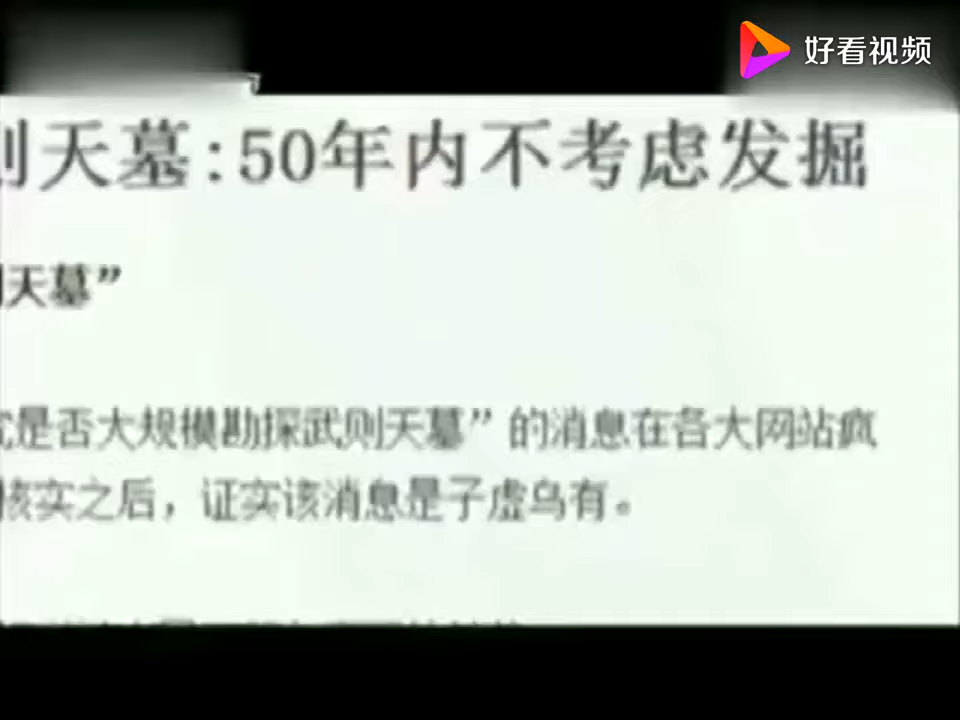 好看视频
则天墓:50年内不考虑发掘
则天墓”
是否大规模勘探武则天墓”的消息在各大网站疯
核实之后，证实该消息是子虚乌有。